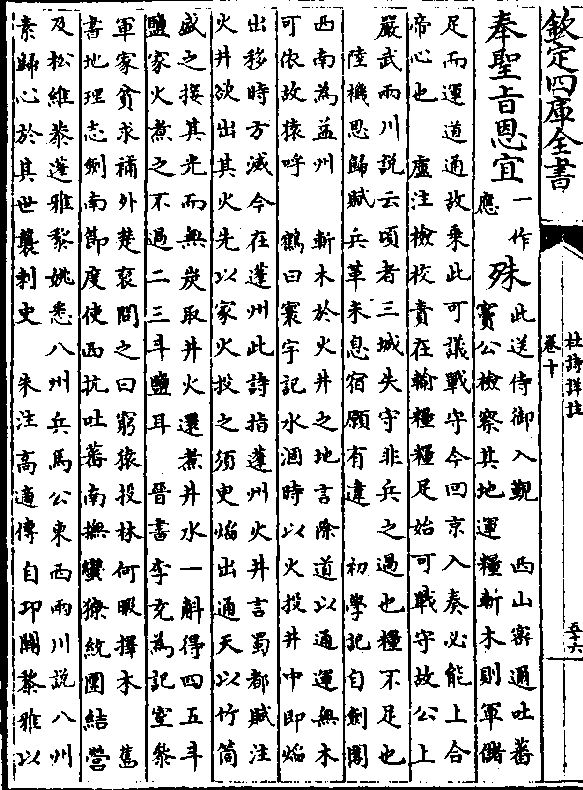 欽定四庫全書
杜詩詳註
卷十
五十六
奉聖旨恩宜
一作
應
殊
此送侍御入覲 西山密通吐蕃
竇公檢察其地運糧斬木則軍儲
足而運道通故乘此可議戰守今回京入奏必能上合
帝心也 盧注檢校責在輸糧糧足始可戰守故公上
嚴武兩川說云頃者三城失守非兵之過也糧不足也
陸機思歸賦兵革未息宿願有違 初學記自劍閣
西南為益州 斬木於火井之地言除道以通運無木
可依故猿呼 鶴曰寰宇記水涸時以火投井中即焰
出移時方滅今在蓬州此詩指蓬州火井言蜀都賦注
火井欲出其火先以家火投之須臾焰出通天以竹筒
盛之接其光而無炭取井火還煮井水一斛得四五斗
鹽家火煮之不過二三斗鹽耳 晉書李充為記室參
軍家貧求補外楚裒問之曰窮猿投林何暇擇木 舊
書地理志劍南節度使西抗吐蕃南撫蠻獠統團結營
及松維恭蓬雅黎姚悉八州兵馬公東西兩川說八州
素歸心於其世襲刺史 朱注高適傳自邛關黎雅以